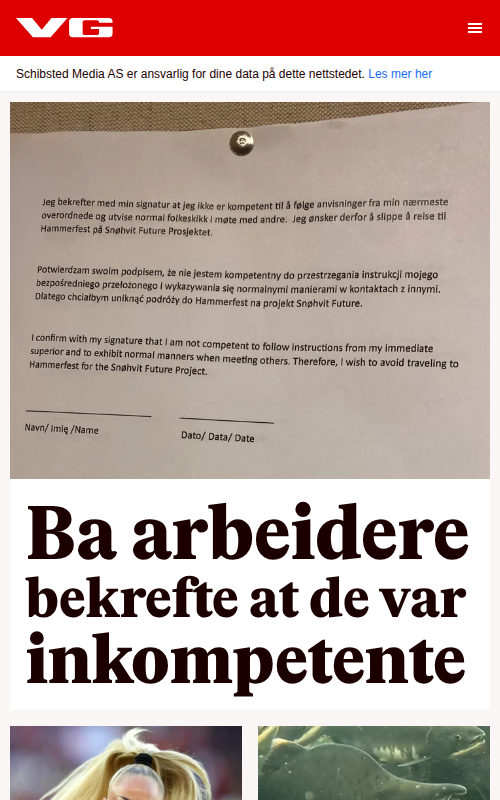 VG
Schibsted Media AS er ansvarlig for dine data på dette nettstedet. Les mer her
Jeg bekrefter med min signatur at jeg ikke er kompetent til å følge anvisninger fra min nærmeste
overordnede og utvise normal folkeskikk i møte med andre. Jeg ønsker derfor å slippe å reise til
Hammerfest på Snøhvit Future Prosjektet.
Potwierdzam swoim podpisem, że nie jestem kompetentny do przestrzegania instrukcji mojego
bezpośredniego przełożonego i wykazywania się normalnymi manierami w kontaktach z innymi.
Dlatego chciałbym uniknąć podróży do Hammerfest na projekt Snøhvit Future.
I confirm with my signature that I am not competent to follow instructions from my immediate
superior and to exhibit normal manners when meeting others. Therefore, I wish to avoid traveling to
Hammerfest for the Snøhvit Future Project.
Navn/ Imię /Name
Dato/ Data/ Date
Ba arbeidere
bekrefte at de var
inkompetente